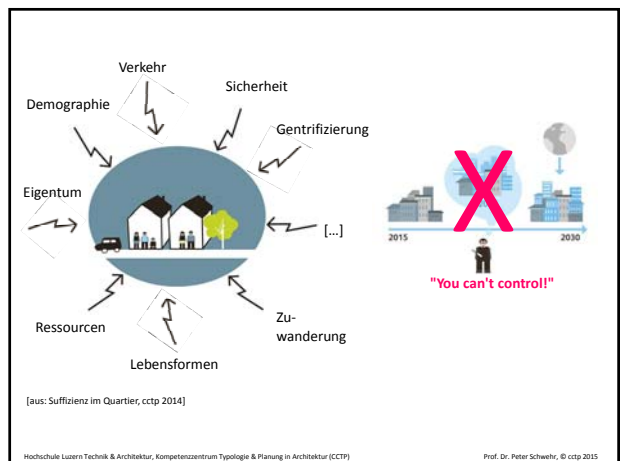 Verkehr
Sicherheit
Demographie
Gentrifizierung
Eigentum
[...]
Ressourcen
Zu-
wanderung
Lebensformen
X
2015
2030
"You can't control!"
[aus: Suffizienz im Quartier, cctp 2014]
Hochschule Luzern Technik & Architektur, Kompetenzzentrum Typologie & Planung in Architektur (CCTP)
Prof. Dr. Peter Schwehr, © cctp 2015